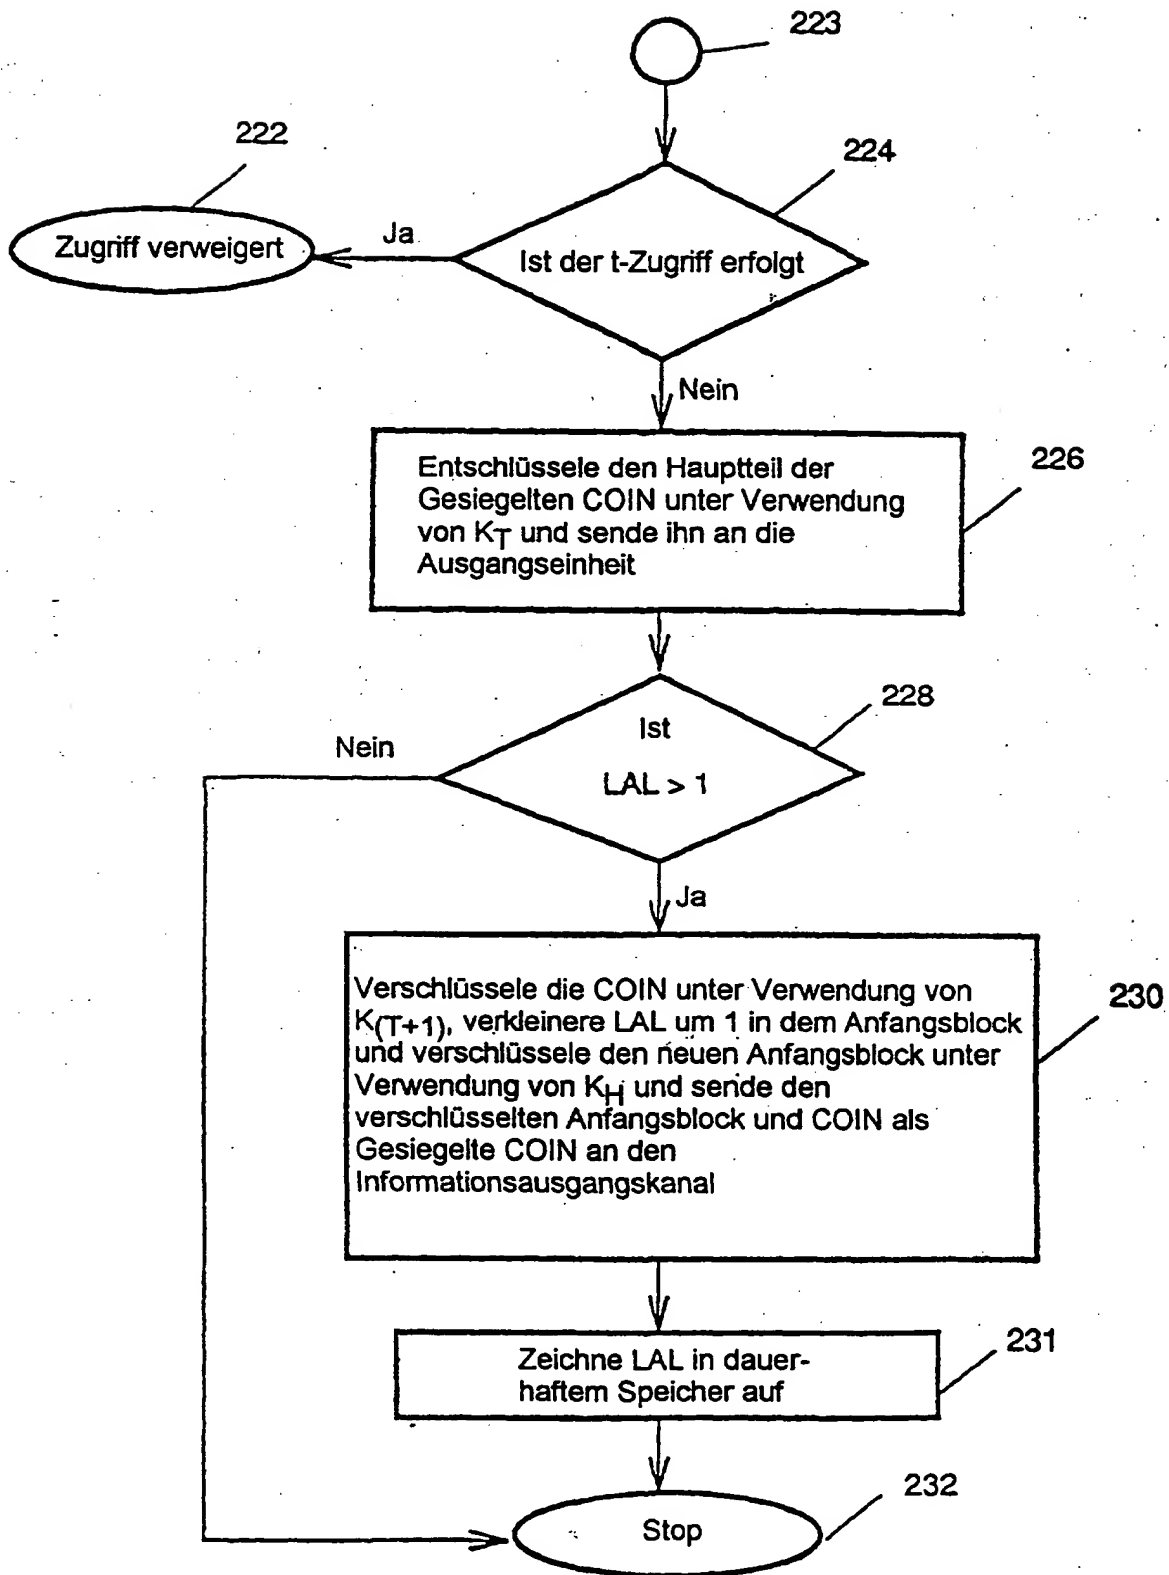 223
222
224
Zugriff verweigert
Ja
Ist der t-Zugriff erfolgt
Nein
Entschlüssele den Hauptteil der
Gesiegelten COIN unter Verwendung
von KT und sende ihn an die
Ausgangseinheit
226
228
Nein
Ist
LAL > 1
Ja
Verschlüssele die COIN unter Verwendung von
K(T+1), verkleinere LAL um 1 in dem Anfangsblock
und verschlüssele den neuen Anfangsblock unter
Verwendung von KH und sende den
verschlüsselten Anfangsblock und COIN als
Gesiegelte COIN an den
Informationsausgangskanal
230
231
Zeichne LAL in dauer-
haftem Speicher auf
232
Stop